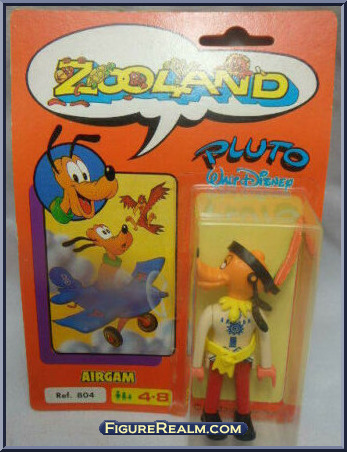 ZOOLAND
PLUTO
WALT DISNEY
AIRGAM
Ref. 804
4-8
FIGUREREALM.COM